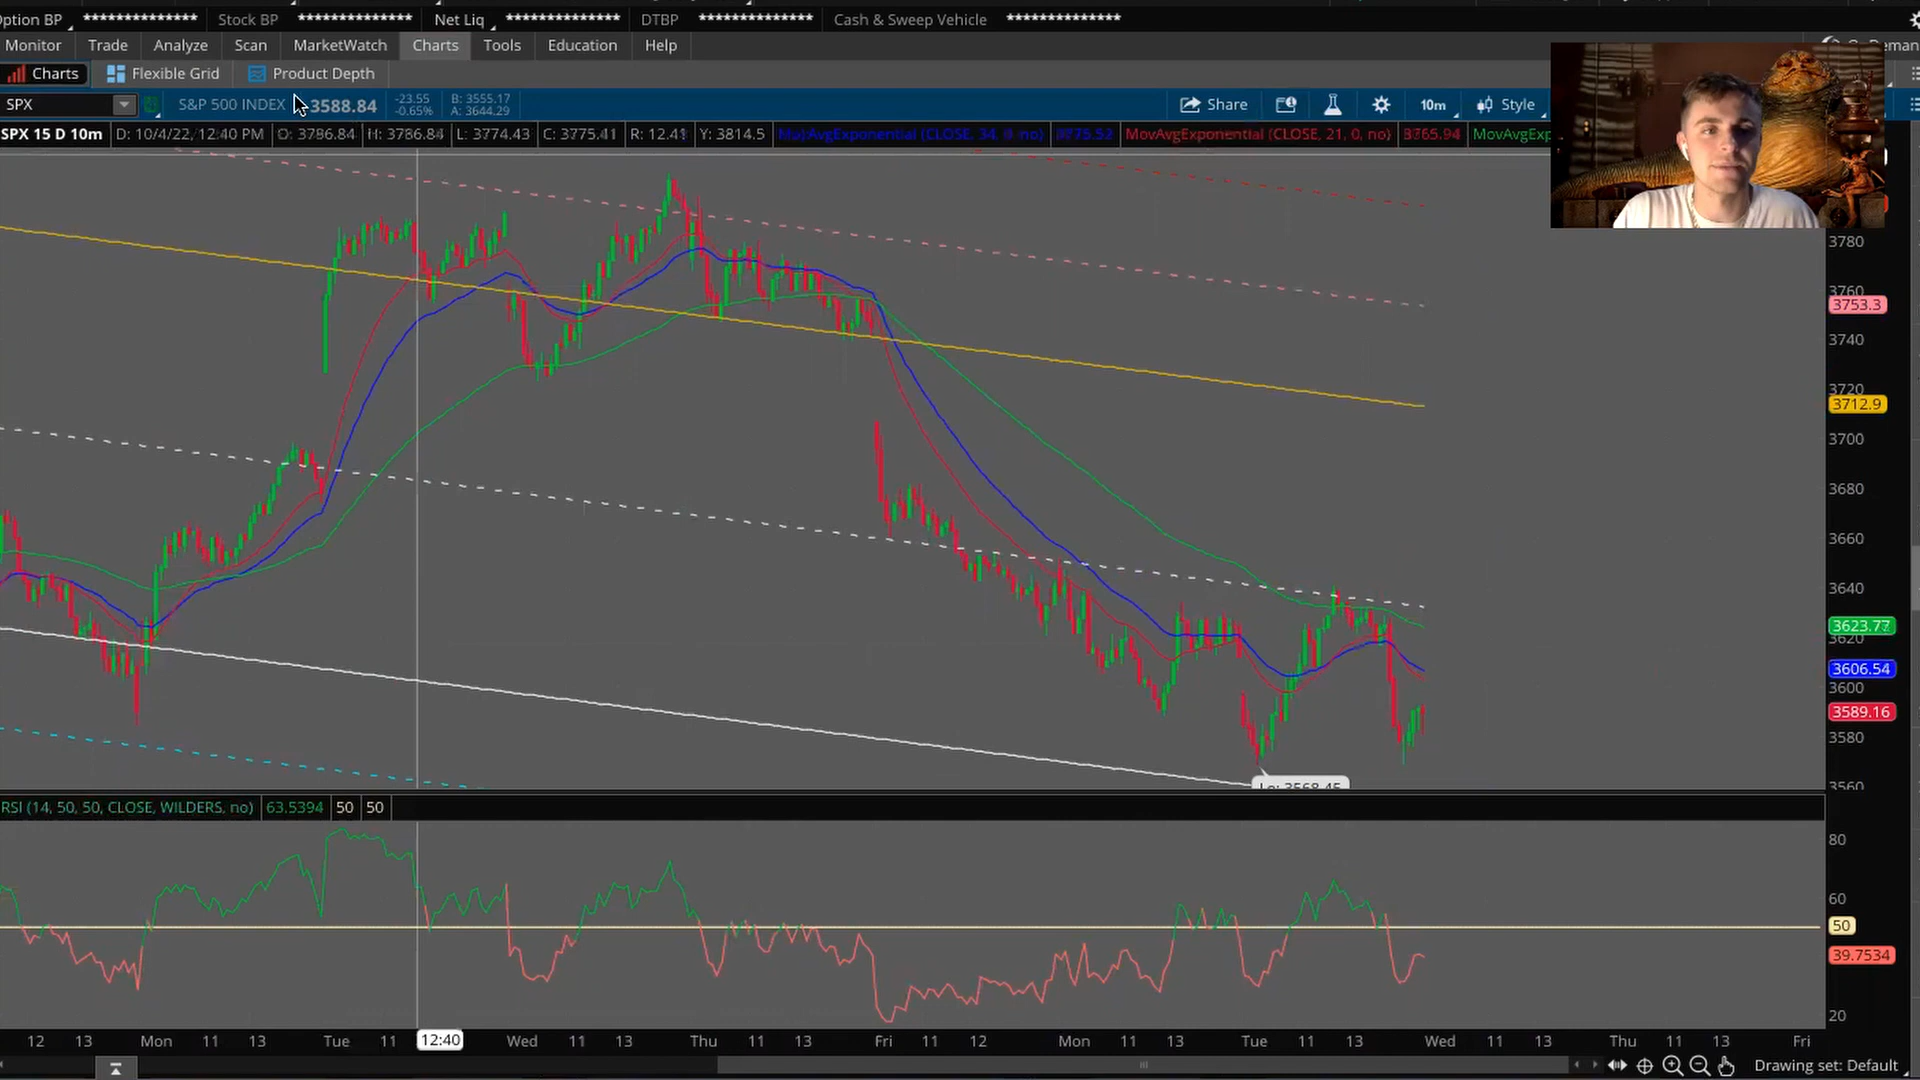 Option BP ************** Stock BP ************** Net Liq ************** DTBP ************** Cash & Sweep Vehicle **************
Monitor Trade Analyze Scan MarketWatch Charts Tools Education Help
Charts Flexible Grid Product Depth
SPX S&P 500 INDEX 3588.84 -23.55 -0.65% B: 3555.17 A: 3644.29 Share 10m Style
SPX 15 D 10m D: 10/4/22, 12:40 PM O: 3786.84 H: 3786.84 L: 3774.43 C: 3775.41 R: 12.41 Y: 3814.5 MovAvgExponential (CLOSE, 34, 0, no) 3775.52 MovAvgExponential (CLOSE, 21, 0, no) 3765.94 MovAvgExp
3780
3760
3753.3
3740
3720
3712.9
3700
3680
3660
3640
3623.77
3620
3606.54
3600
3589.16
3580
3560
Lo: 3568.45
RSI (14, 50, 50, CLOSE, WILDERS, no) 63.5394 50 50
80
60
50
39.7534
20
12 13 Mon 11 13 Tue 11 12:40 Wed 11 13 Thu 11 13 Fri 11 12 Mon 11 13 Tue 11 13 Wed 11 13 Thu 11 13 Fri
Drawing set: Default